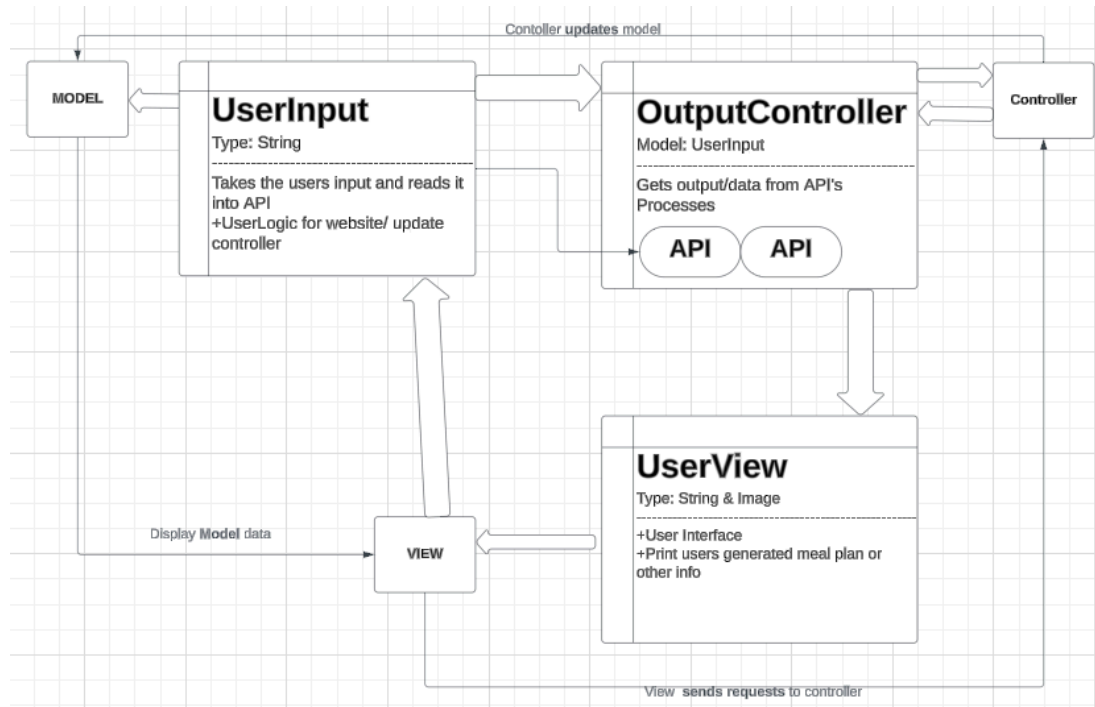 Contoller updates model
MODEL
UserInput
Type: String
Takes the users input and reads it
into API
+UserLogic for website/ update
controller
OutputController
Model: UserInput
Gets output/data from API's
Processes
API
API
Controller
UserView
Type: String & Image
+User Interface
+Print users generated meal plan or
other info
Display Model data
VIEW
View sends requests to controller